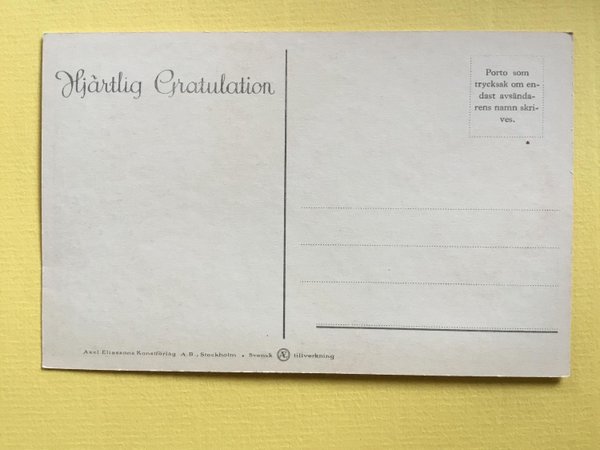 Hjärtlig Gratulation
Porto som
trycksak om en-
dast avsända-
rens namn skri-
ves.
Axel Eliassons Konstförlag A.B., Stockholm • Svensk Æ tillverkning